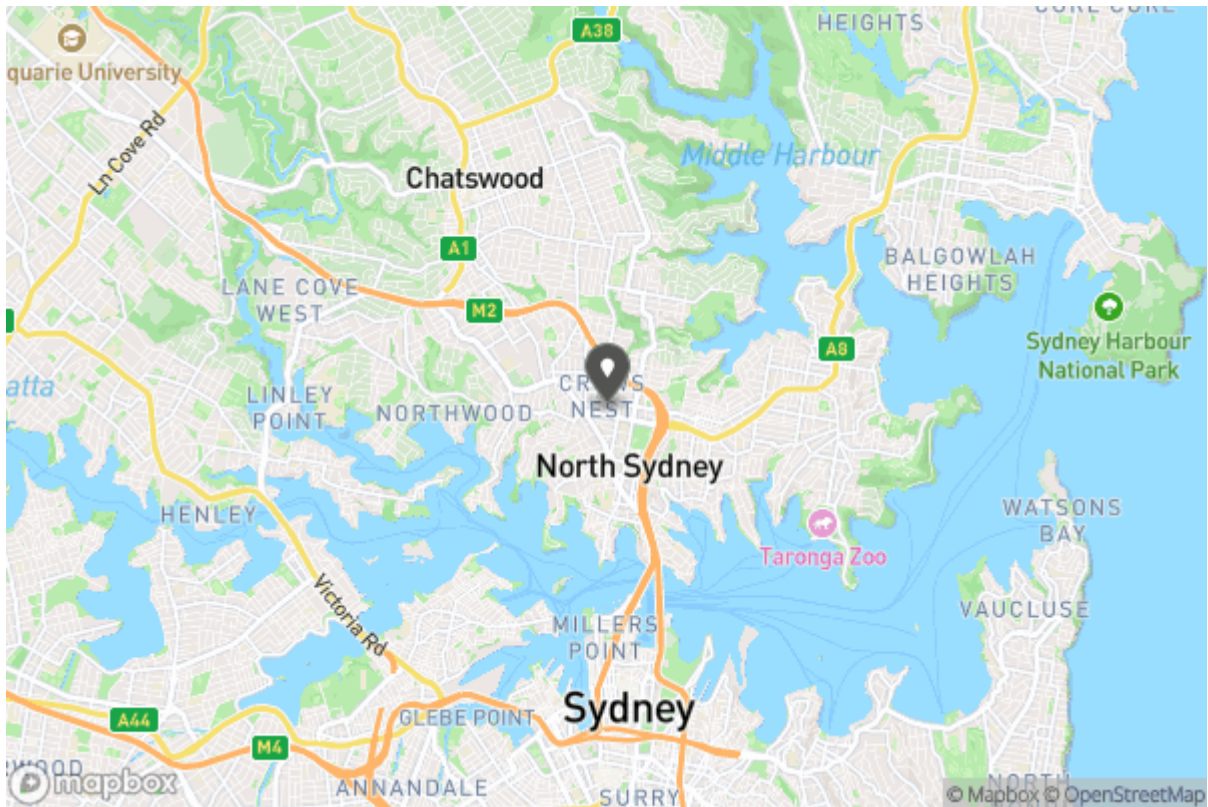 HEIGHTS
A38
quarie University
Ln Cove Rd
Middle Harbour
Chatswood
A1
BALGOWLAH
HEIGHTS
LANE COVE
WEST
M2
Sydney Harbour
National Park
A8
atta
LINLEY
POINT
NORTHWOOD
NEST
North Sydney
HENLEY
WATSONS
BAY
Taronga Zoo
Victoria Rd
VAUCLUSE
MILLERS
POINT
Sydney
GLEBE POINT
A44
M4
ANNANDALE
SURRY
NORTH
mapbox
© Mapbox © OpenStreetMap